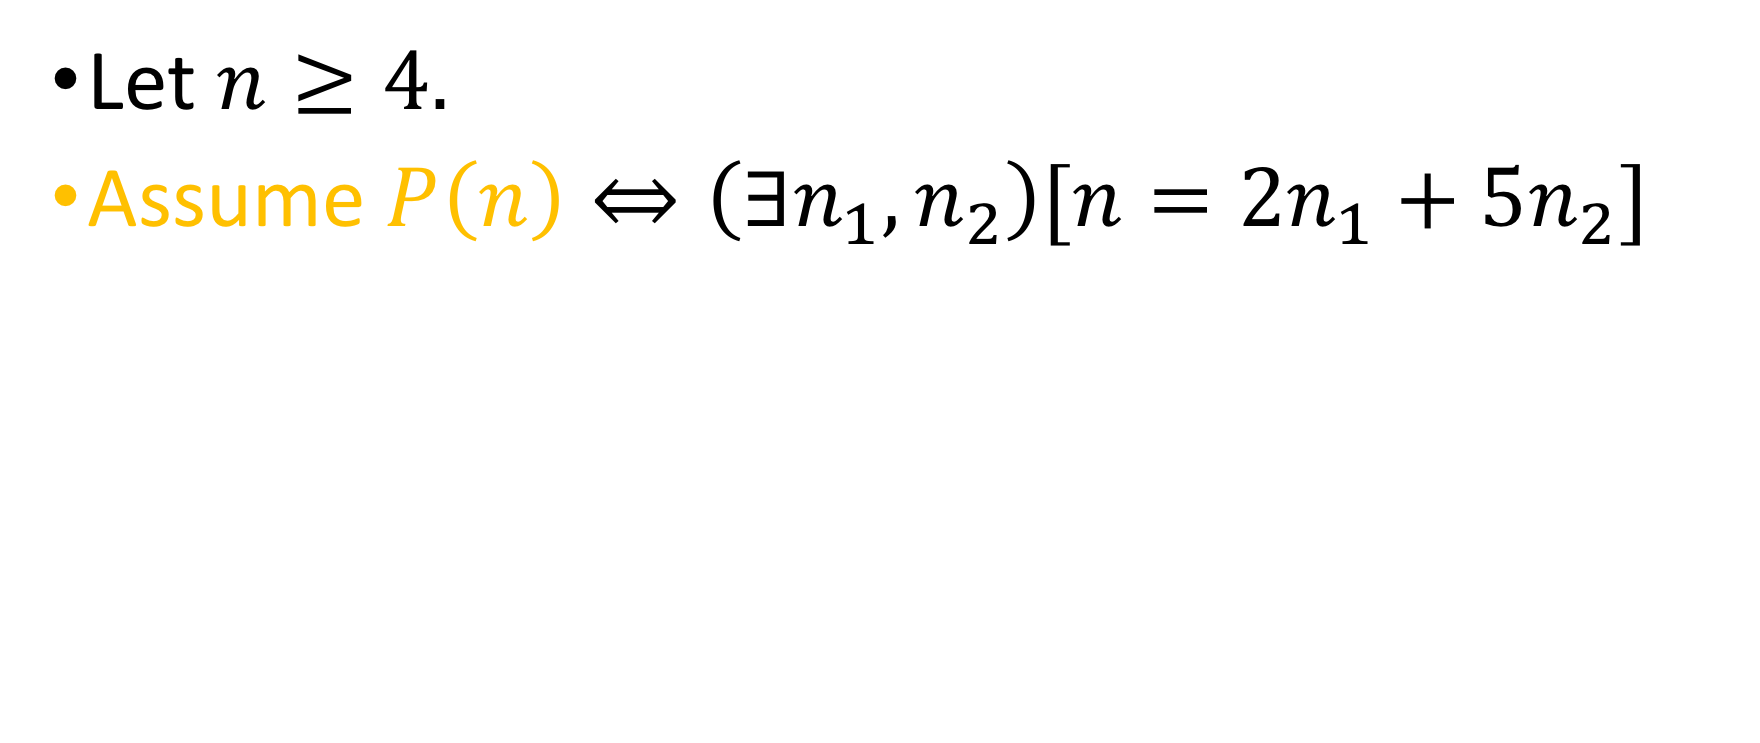 •Let 𝑛 ≥ 4.
•Assume 𝑃(𝑛) ⇔ (∃𝑛₁, 𝑛₂)[𝑛 = 2𝑛₁ + 5𝑛₂]